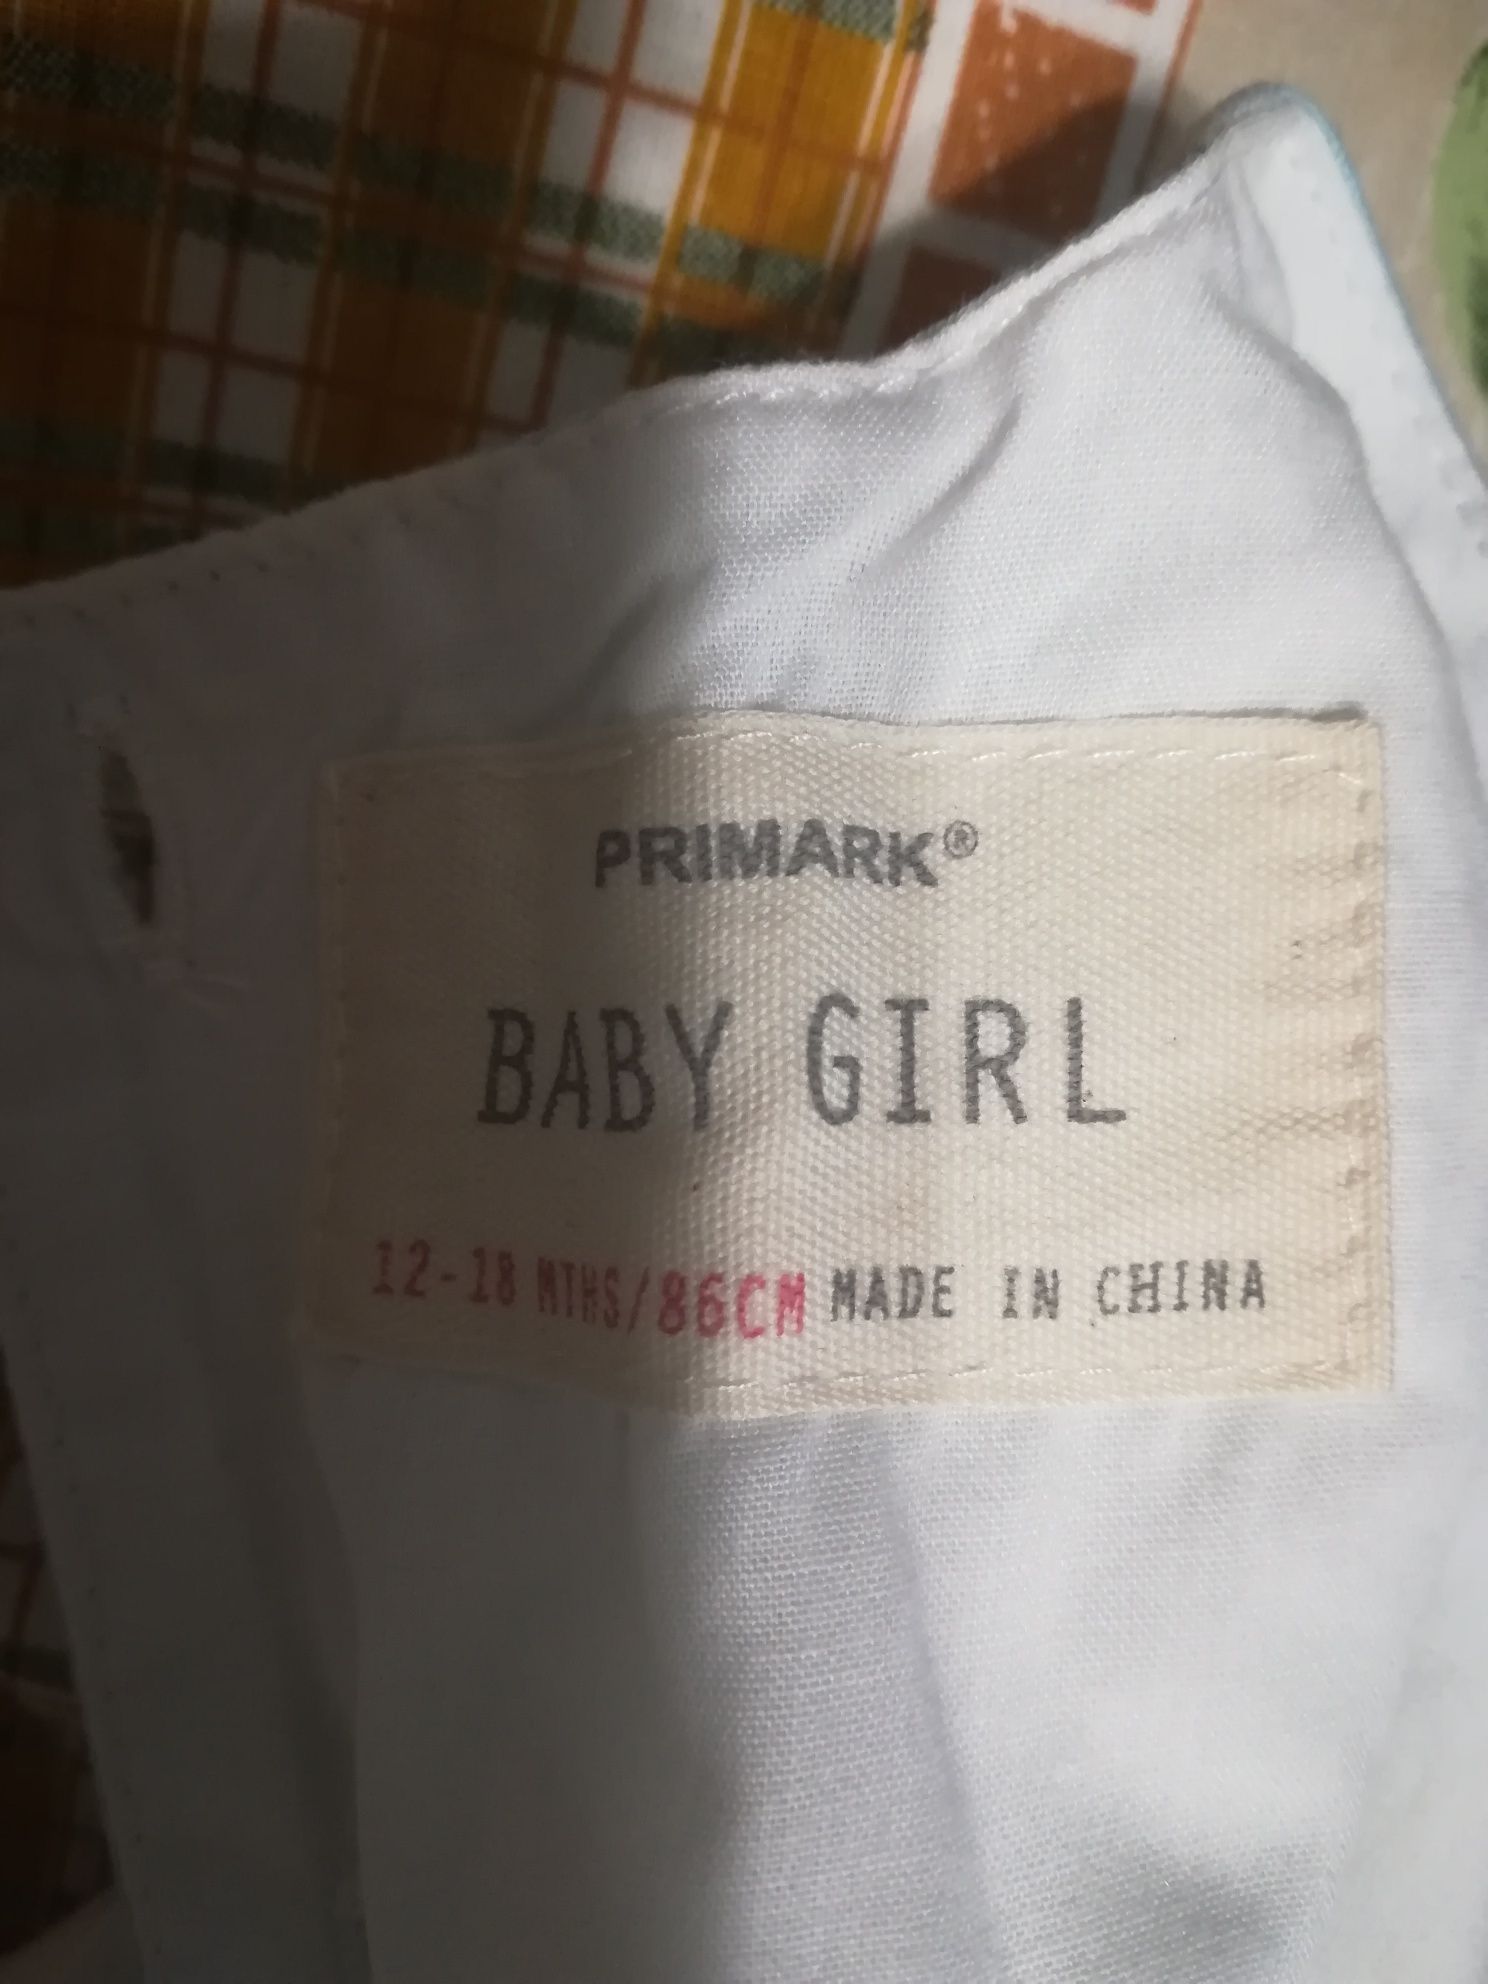 PRIMARK®
BABY GIRL
12-18 MTHS/86CM MADE IN CHINA